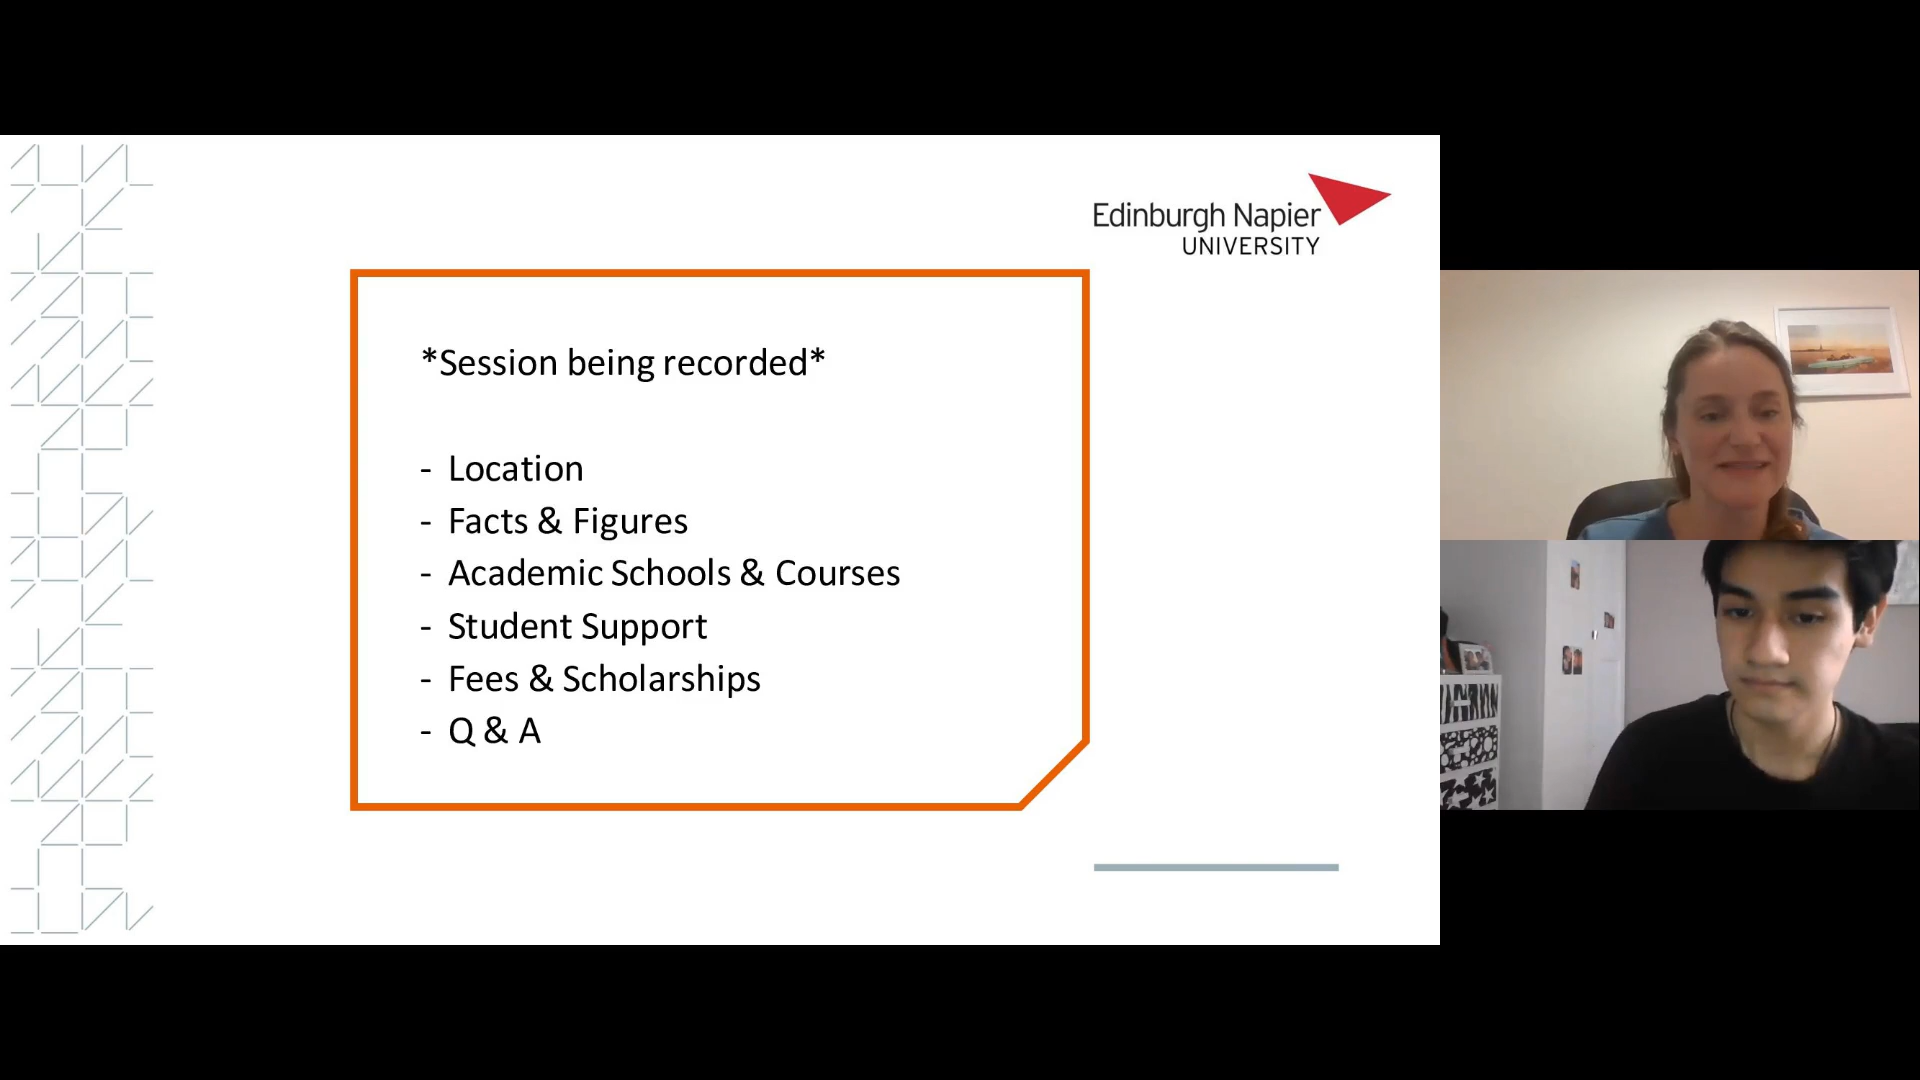 Edinburgh Napier
UNIVERSITY
*Session being recorded*
- Location
- Facts & Figures
- Academic Schools & Courses
- Student Support
- Fees & Scholarships
- Q & A